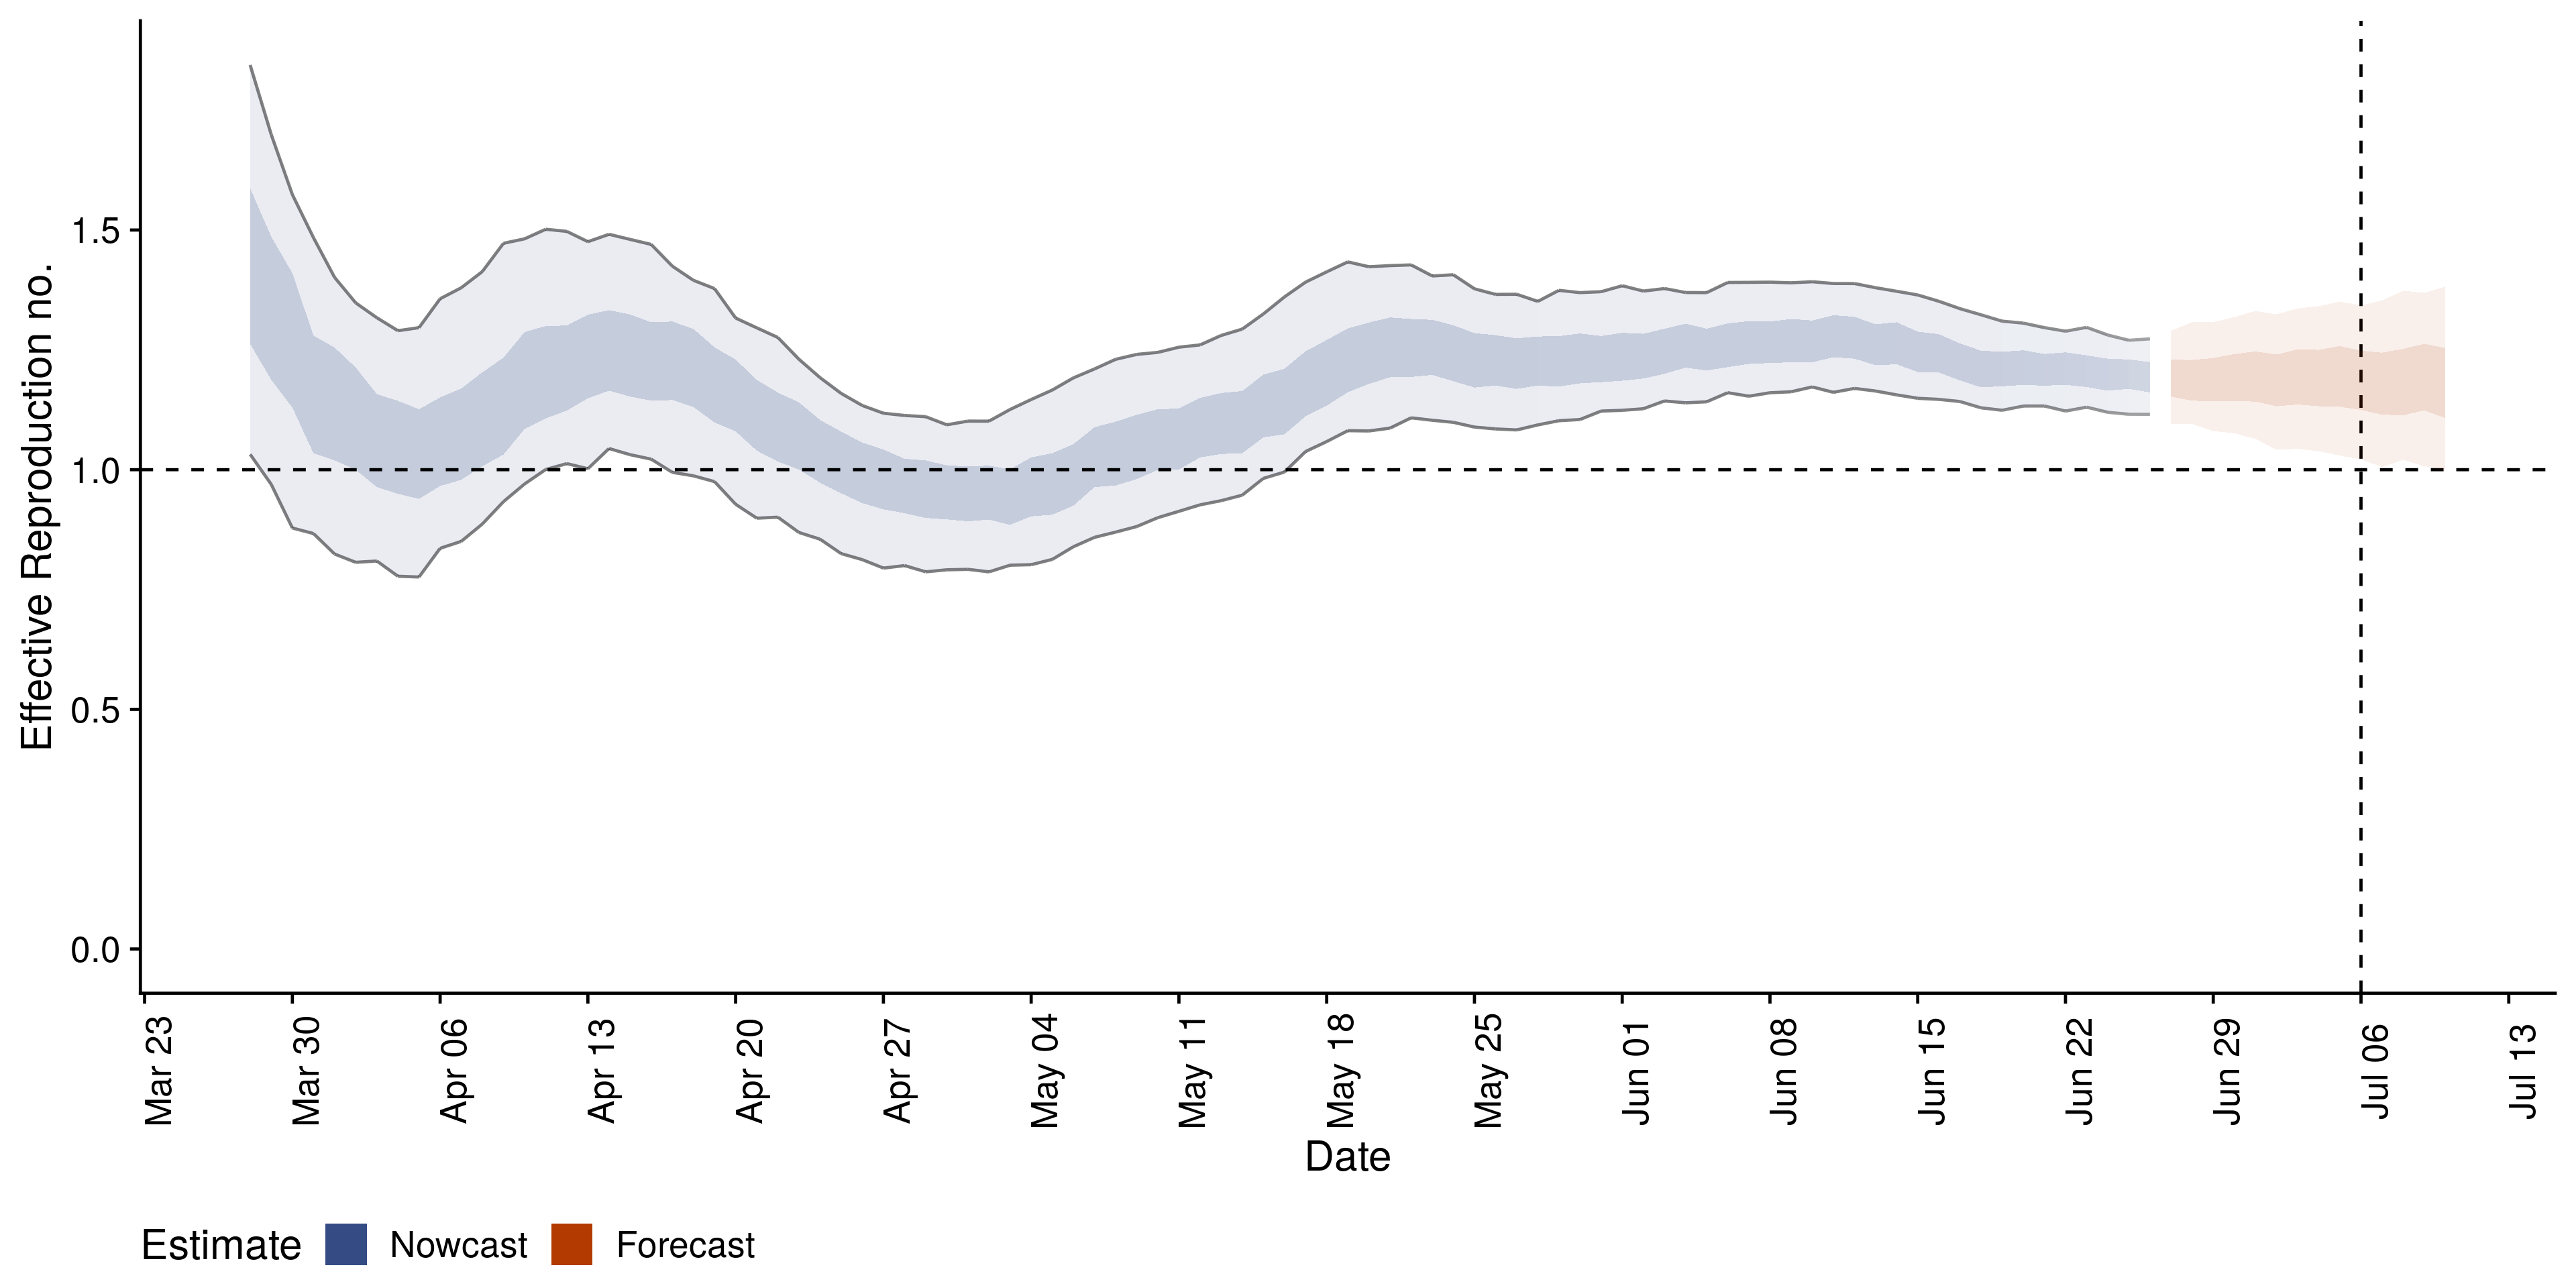 Effective Reproduction no.
1.5
1.0
0.5
0.0
Mar 23
Mar 30
Apr 06
Apr 13
Apr 20
Apr 27
May 04
May 11
May 18
May 25
Jun 01
Jun 08
Jun 15
Jun 22
Jun 29
Jul 06
Jul 13
Date
Estimate Nowcast Forecast